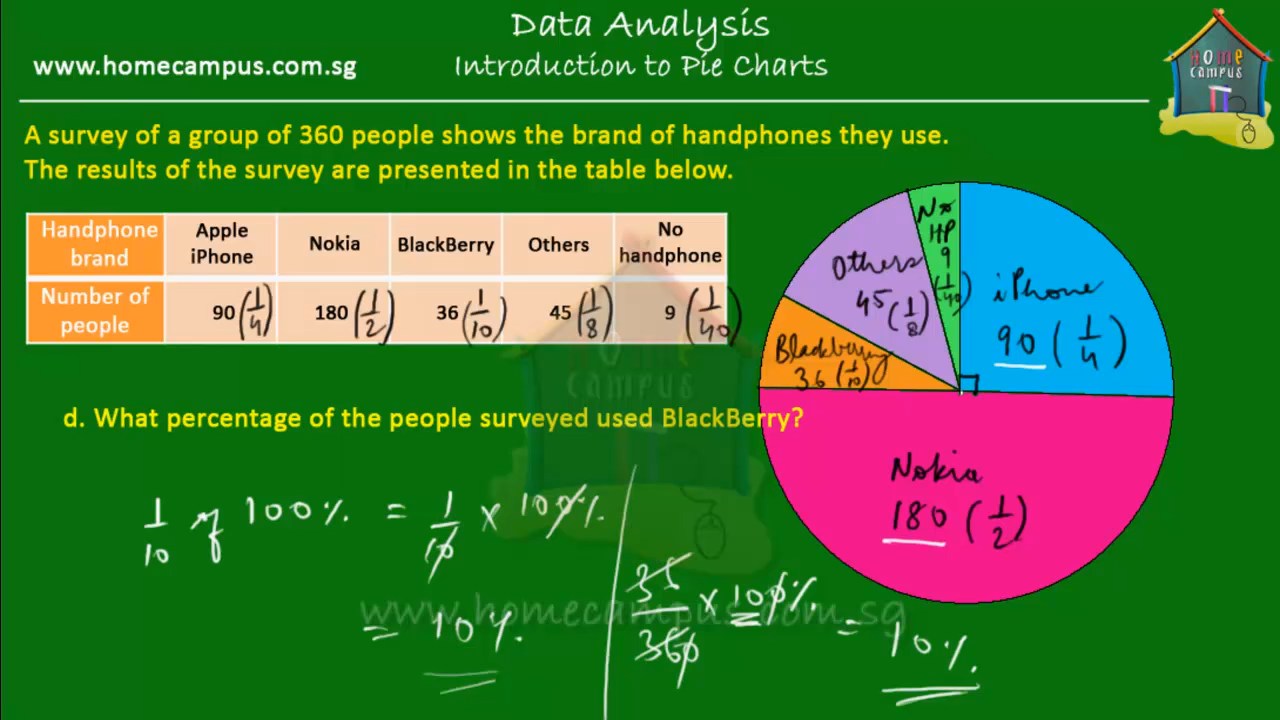 Data Analysis
Introduction to Pie Charts
www.homecampus.com.sg
HOME
campus
A survey of a group of 360 people shows the brand of handphones they use.
The results of the survey are presented in the table below.
Handphone brand | Apple iPhone | Nokia | BlackBerry | Others | No handphone
Number of people | 90 (1/4) | 180 (1/2) | 36 (1/10) | 45 (1/8) | 9 (1/40)
No
HP
9
(1/40)
Others
45 (1/8)
iPhone
90 (1/4)
Blackberry
36 (1/10)
Nokia
180 (1/2)
d. What percentage of the people surveyed used BlackBerry?
1/10 of 100% = 1/10 × 100%
= 10%
35/360 × 100%
= 10%
HOME
campus
www.homecampus.com.sg